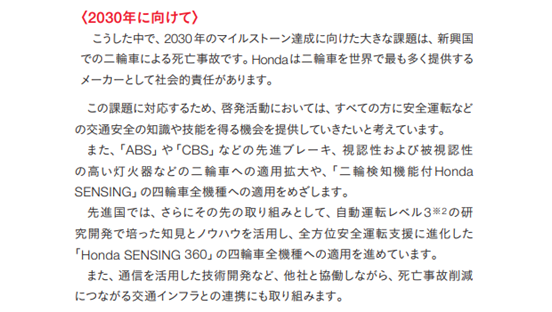 〈2030年に向けて〉
こうした中で、2030年のマイルストーン達成に向けた大きな課題は、新興国
での二輪車による死亡事故です。Hondaは二輪車を世界で最も多く提供する
メーカーとして社会的責任があります。
この課題に対応するため、啓発活動においては、すべての方に安全運転など
の交通安全の知識や技能を得る機会を提供していきたいと考えています。
また、「ABS」や「CBS」などの先進ブレーキ、視認性および被視認性
の高い灯火器などの二輪車への適用拡大や、「二輪検知機能付Honda
SENSING」の四輪車全機種への適用をめざします。
先進国では、さらにその先の取り組みとして、自動運転レベル3※2の研
究開発で培った知見とノウハウを活用し、全方位安全運転支援に進化した
「Honda SENSING 360」の四輪車全機種への適用を進めています。
また、通信を活用した技術開発など、他社と協働しながら、死亡事故削減
につながる交通インフラとの連携にも取り組みます。